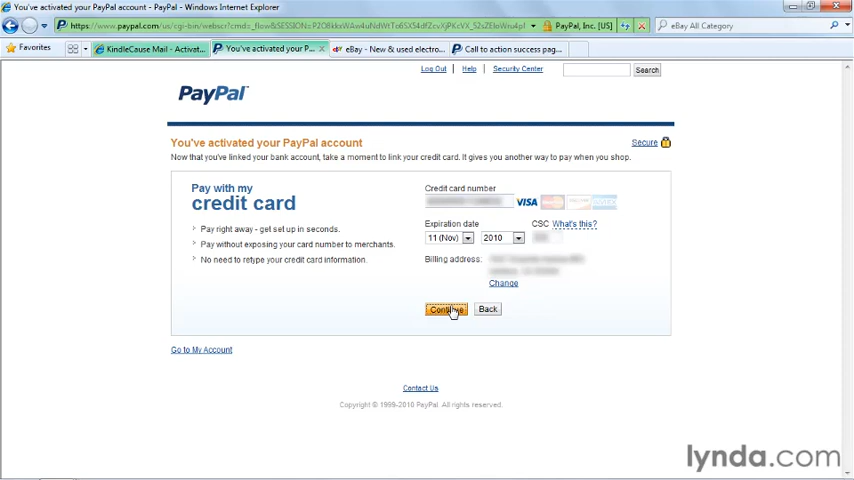 You've activated your PayPal account - PayPal - Windows Internet Explorer
PayPal, Inc. [US]
eBay All Category
Favorites
KindleCause Mail - Activat...
You've activated your P...
eBay - New & used electro...
Call to action success pag...
Log Out | Help | Security Center
Search
PayPal
You've activated your PayPal account
Secure
Now that you've linked your bank account, take a moment to link your credit card. It gives you another way to pay when you shop.
Pay with my
credit card
Pay right away - get set up in seconds.
Pay without exposing your card number to merchants.
No need to retype your credit card information.
Credit card number
VISA
Expiration date
CSC What's this?
11 (Nov)
2010
Billing address:
Change
Continue
Back
Go to My Account
Contact Us
Copyright © 1999-2010 PayPal. All rights reserved.
lynda.com